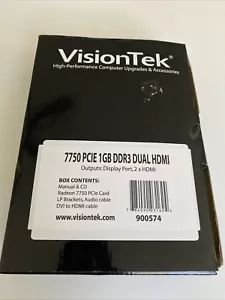 VisionTek®
High-Performance Computer Upgrades & Accessories
7750 PCIE 1GB DDR3 DUAL HDMI
Outputs: Display Port, 2 x HDMI
BOX CONTENTS:
Manual & CD
Radeon 7750 PCIe Card
LP Brackets, Audio cable
DVI to HDMI cable
www.visiontek.com
900574